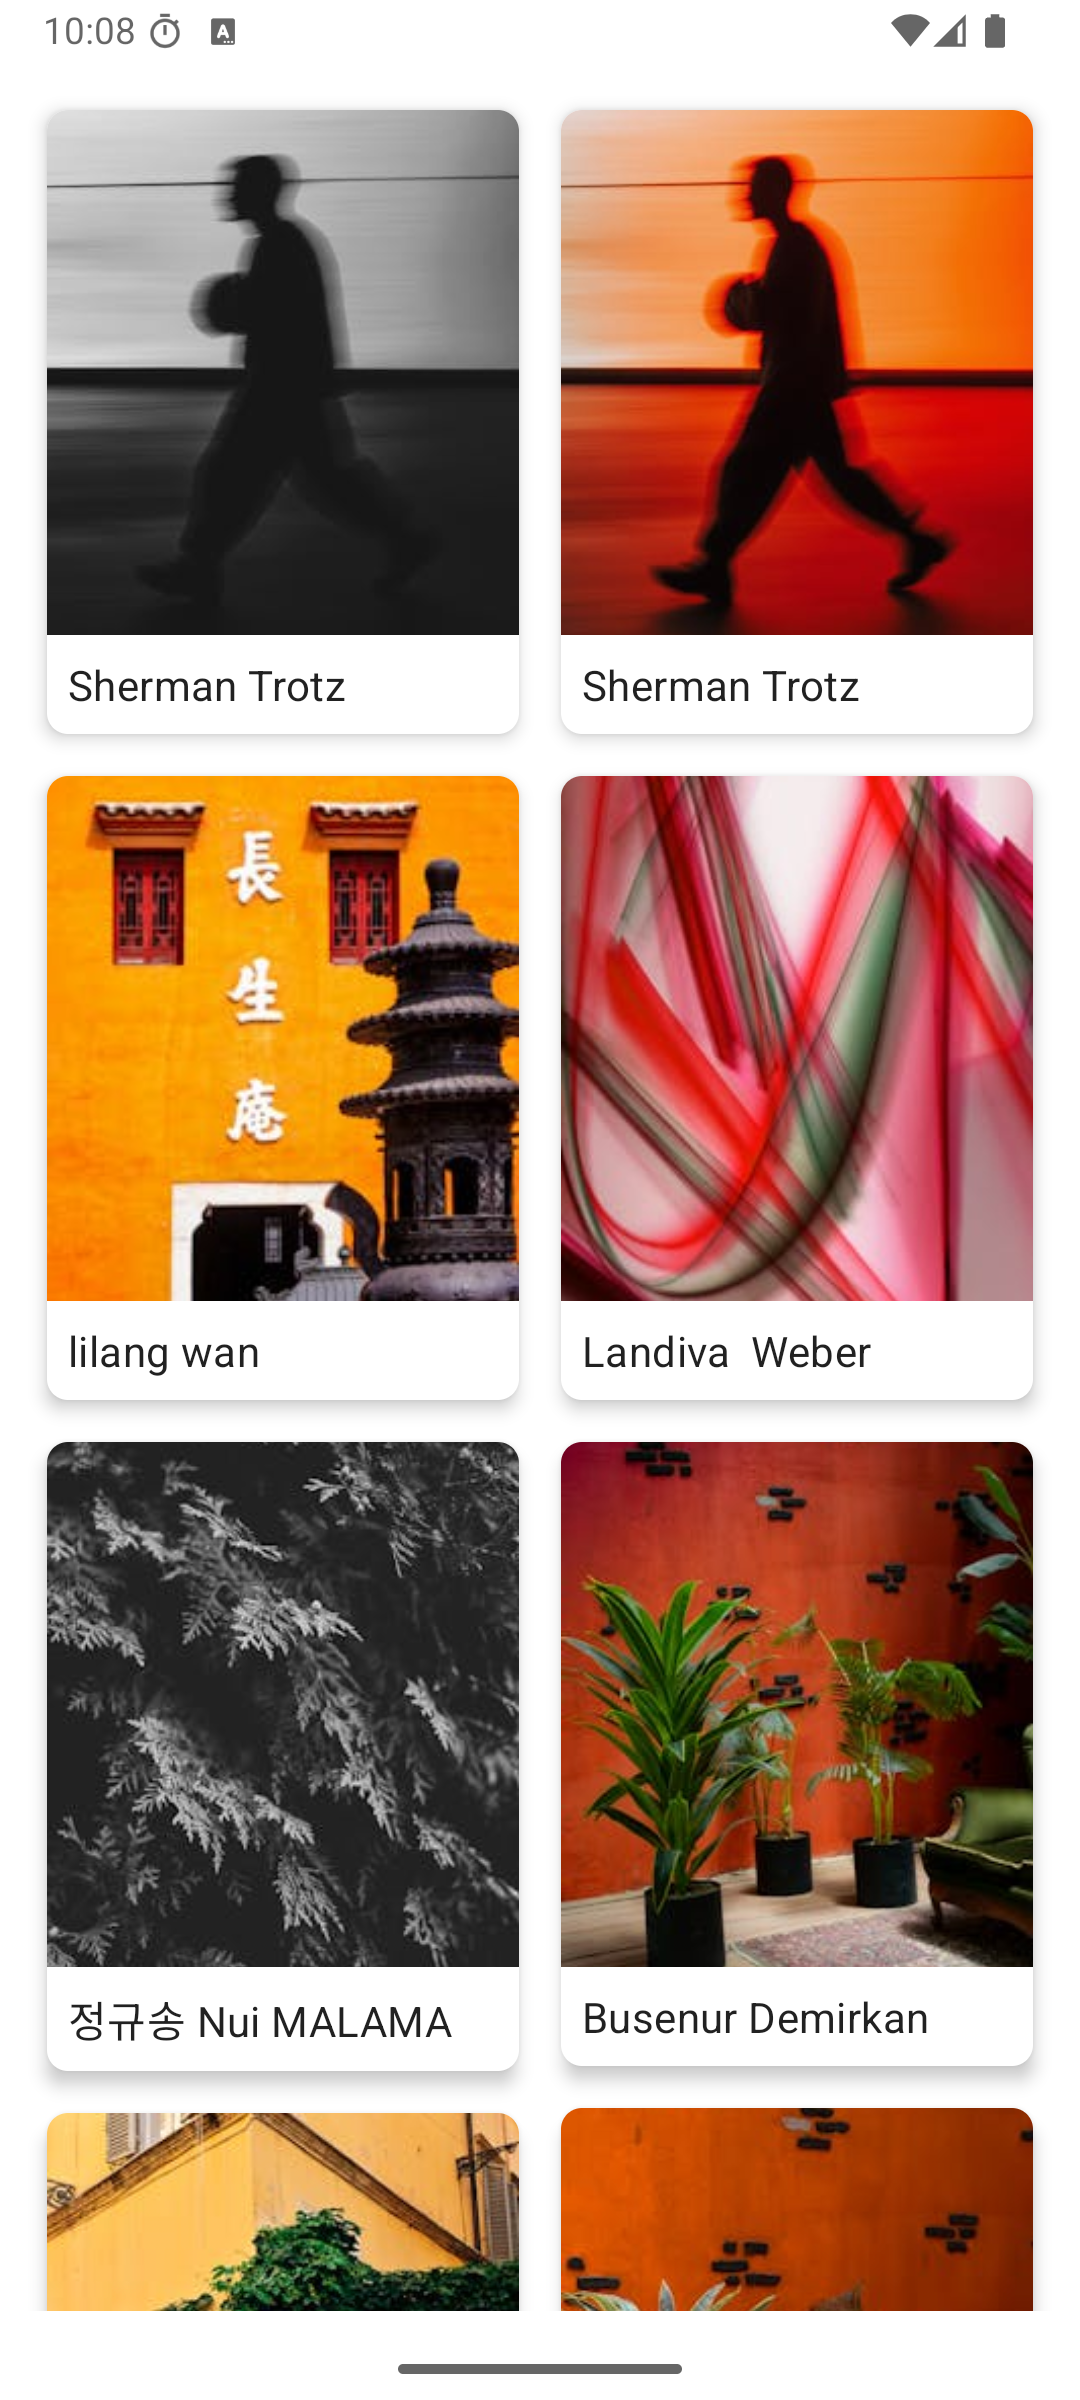 10:08
A
Sherman Trotz
Sherman Trotz
長
生
庵
lilang wan
Landiva  Weber
정규송 Nui MALAMA
Busenur Demirkan